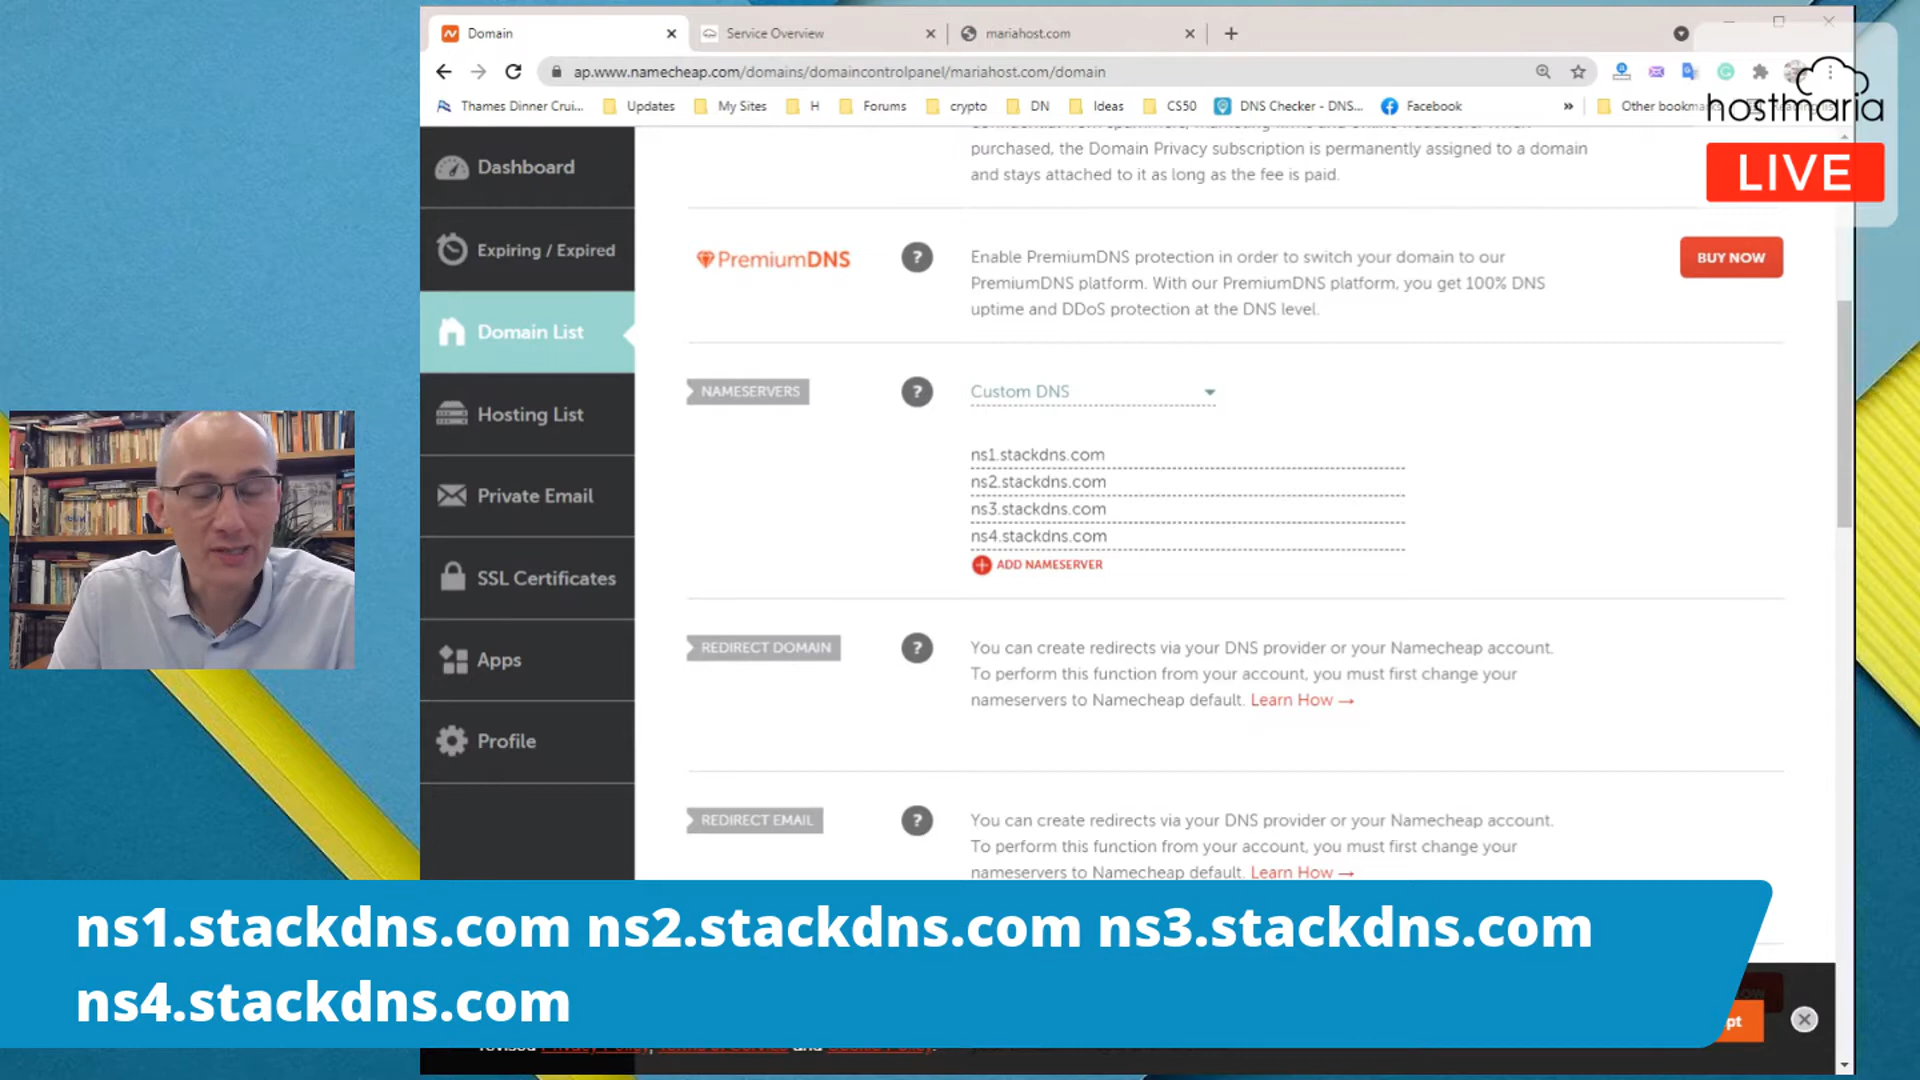 Domain
Service Overview
mariahost.com
ap.www.namecheap.com/domains/domaincontrolpanel/mariahost.com/domain
Thames Dinner Crui...
Updates
My Sites
H
Forums
crypto
DN
Ideas
CS50
DNS Checker - DNS...
Facebook
»
Other bookm
hostmaria
LIVE
Dashboard
Expiring / Expired
Domain List
Hosting List
Private Email
SSL Certificates
Apps
Profile
purchased, the Domain Privacy subscription is permanently assigned to a domain
and stays attached to it as long as the fee is paid.
PremiumDNS
?
Enable PremiumDNS protection in order to switch your domain to our
PremiumDNS platform. With our PremiumDNS platform, you get 100% DNS
uptime and DDoS protection at the DNS level.
BUY NOW
NAMESERVERS
?
Custom DNS
ns1.stackdns.com
ns2.stackdns.com
ns3.stackdns.com
ns4.stackdns.com
ADD NAMESERVER
REDIRECT DOMAIN
?
You can create redirects via your DNS provider or your Namecheap account.
To perform this function from your account, you must first change your
nameservers to Namecheap default. Learn How →
REDIRECT EMAIL
?
You can create redirects via your DNS provider or your Namecheap account.
To perform this function from your account, you must first change your
nameservers to Namecheap default. Learn How →
ns1.stackdns.com ns2.stackdns.com ns3.stackdns.com
ns4.stackdns.com
pt